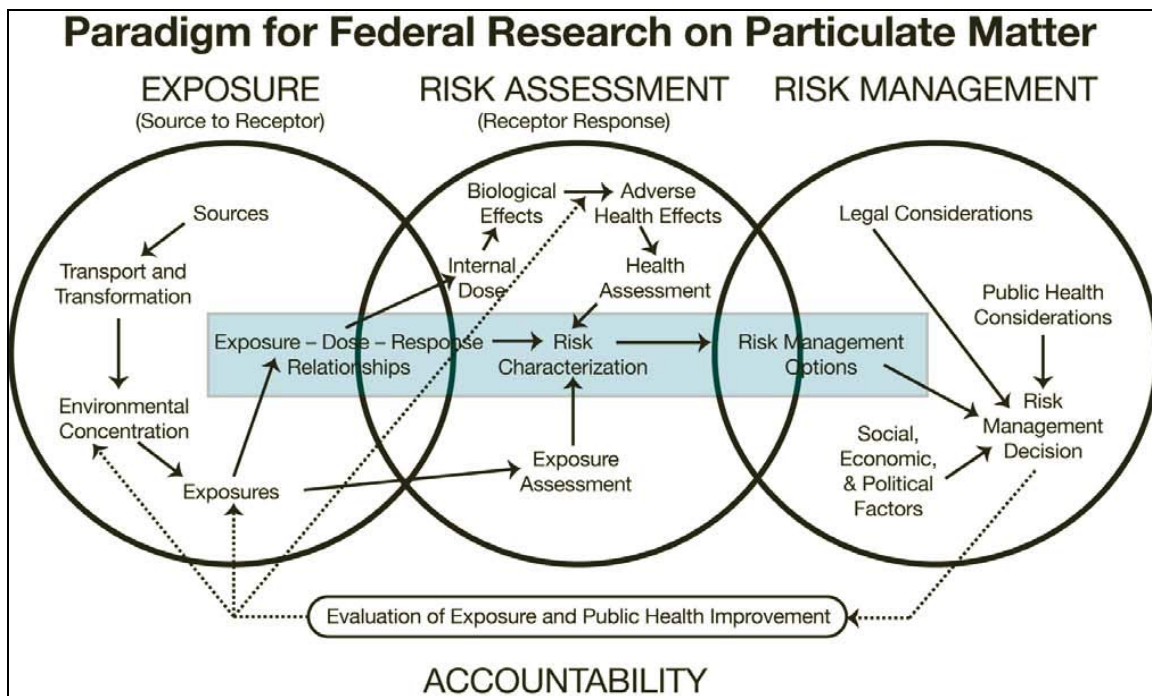 Paradigm for Federal Research on Particulate Matter
EXPOSURE
(Source to Receptor)
RISK ASSESSMENT
(Receptor Response)
RISK MANAGEMENT
Sources
Transport and
Transformation
Environmental
Concentration
Exposures
Exposure – Dose – Response
Relationships
Internal
Dose
Biological
Effects
Adverse
Health Effects
Health
Assessment
Risk
Characterization
Exposure
Assessment
Risk Management
Options
Legal Considerations
Public Health
Considerations
Risk
Management
Decision
Social,
Economic,
& Political
Factors
Evaluation of Exposure and Public Health Improvement
ACCOUNTABILITY